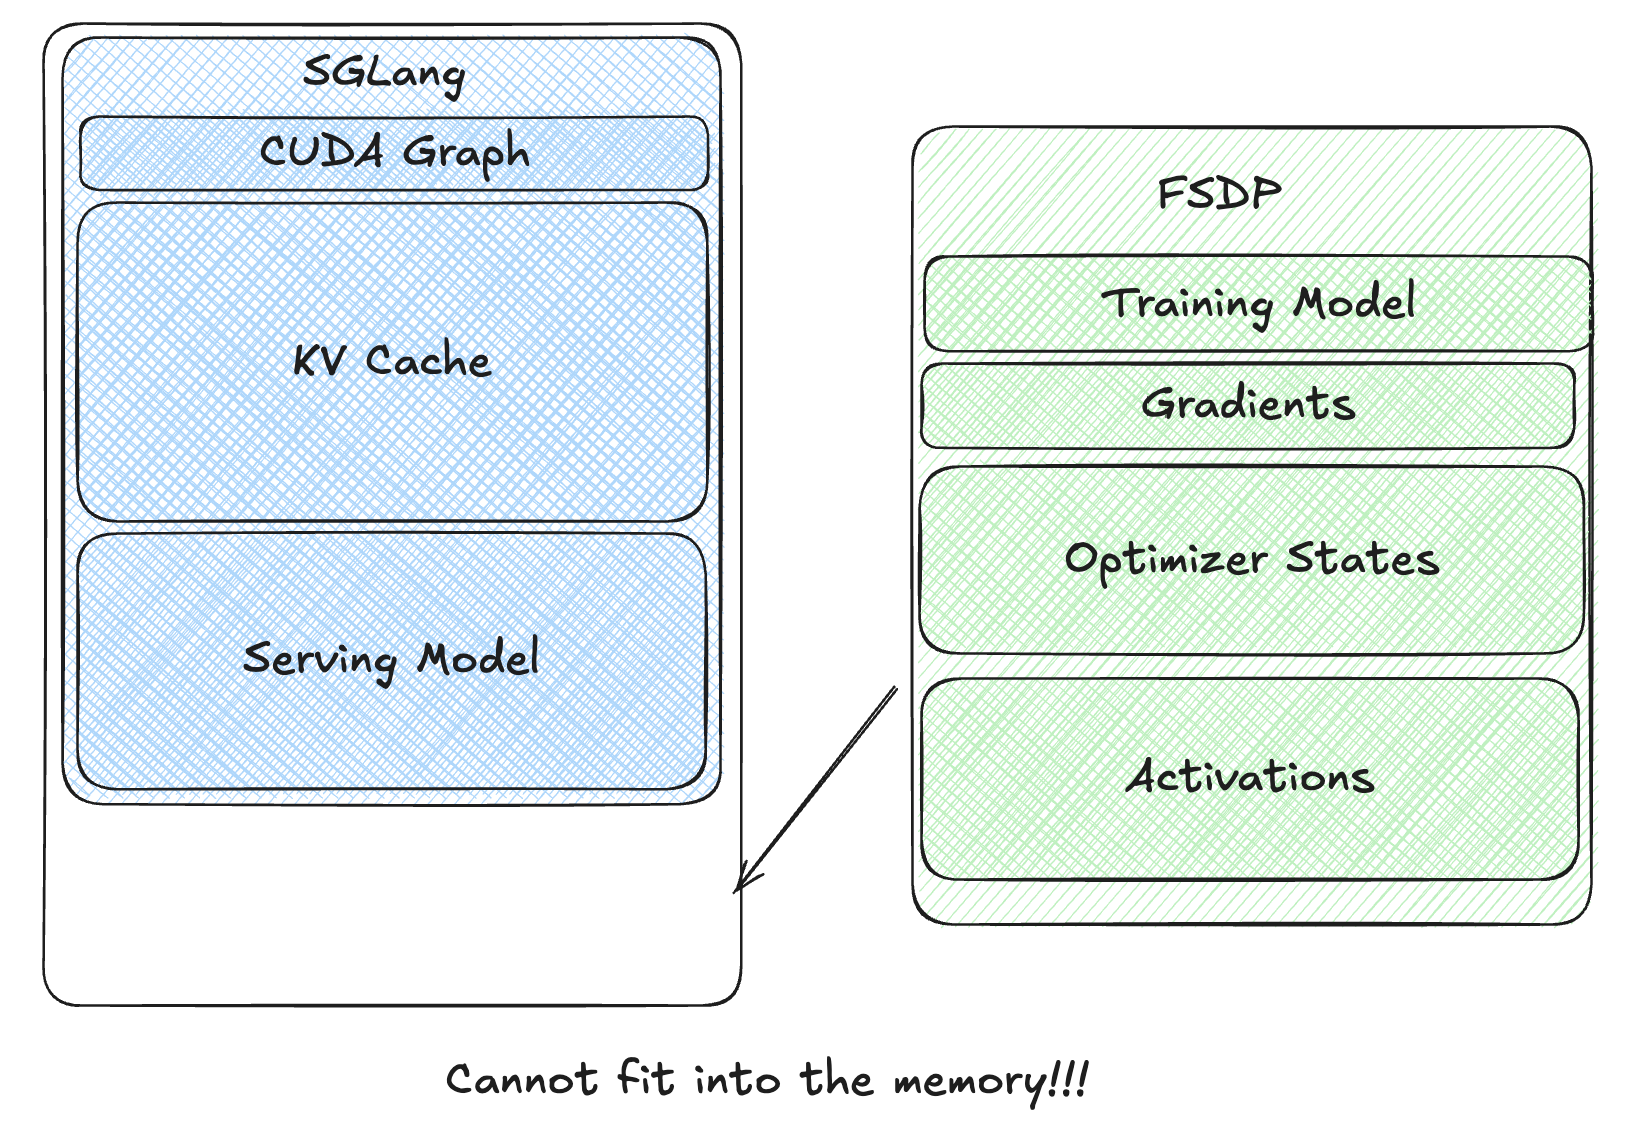 SGLang
CUDA Graph
KV Cache
Serving Model
FSDP
Training Model
Gradients
Optimizer States
Activations
Cannot fit into the memory!!!